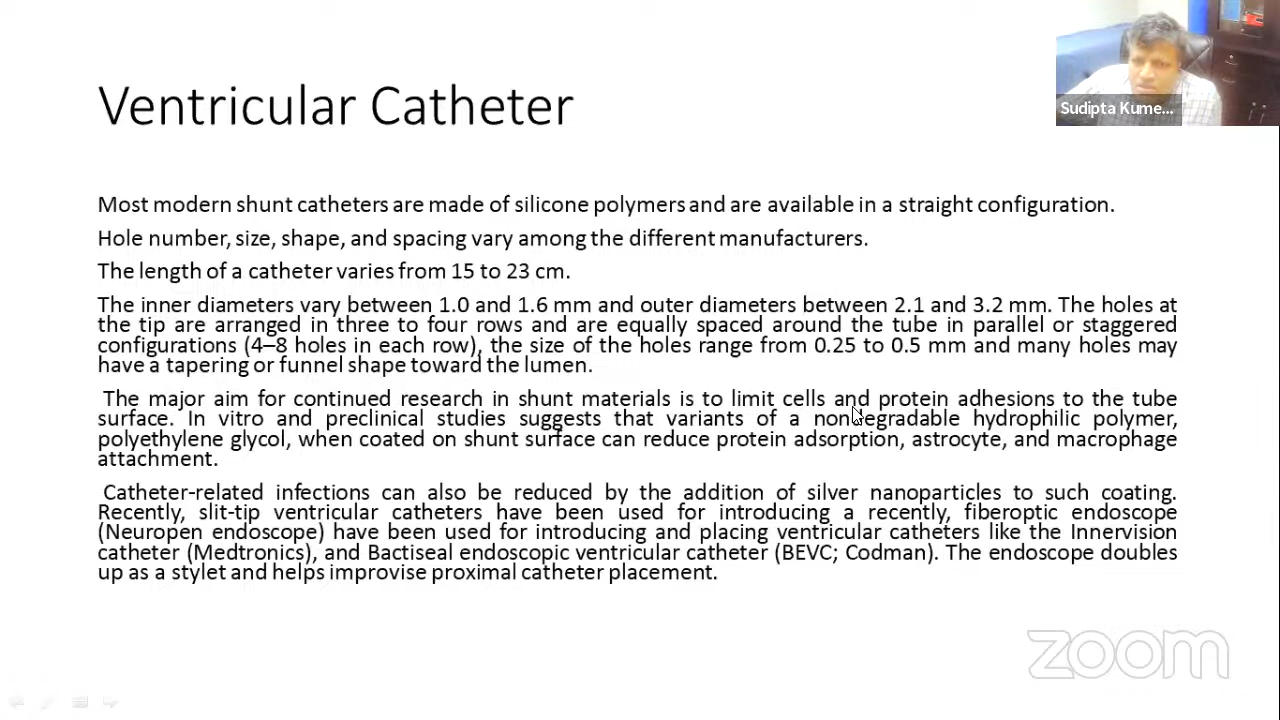 Ventricular Catheter
Sudipta Kume...
Most modern shunt catheters are made of silicone polymers and are available in a straight configuration.
Hole number, size, shape, and spacing vary among the different manufacturers.
The length of a catheter varies from 15 to 23 cm.
The inner diameters vary between 1.0 and 1.6 mm and outer diameters between 2.1 and 3.2 mm. The holes at
the tip are arranged in three to four rows and are equally spaced around the tube in parallel or staggered
configurations (4–8 holes in each row), the size of the holes range from 0.25 to 0.5 mm and many holes may
have a tapering or funnel shape toward the lumen.
The major aim for continued research in shunt materials is to limit cells and protein adhesions to the tube
surface. In vitro and preclinical studies suggests that variants of a nondegradable hydrophilic polymer,
polyethylene glycol, when coated on shunt surface can reduce protein adsorption, astrocyte, and macrophage
attachment.
Catheter-related infections can also be reduced by the addition of silver nanoparticles to such coating.
Recently, slit-tip ventricular catheters have been used for introducing a recently, fiberoptic endoscope
(Neuropen endoscope) have been used for introducing and placing ventricular catheters like the Innervision
catheter (Medtronics), and Bactiseal endoscopic ventricular catheter (BEVC; Codman). The endoscope doubles
up as a stylet and helps improvise proximal catheter placement.
zoom